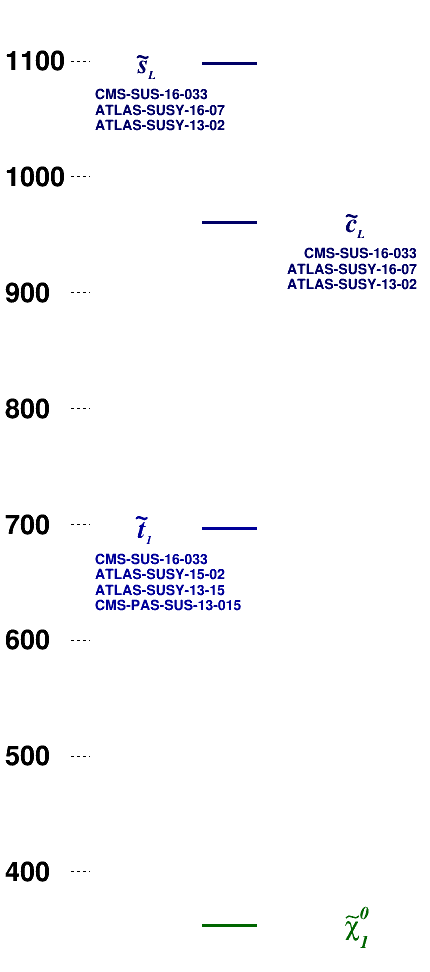 1100
s̃L
CMS-SUS-16-033
ATLAS-SUSY-16-07
ATLAS-SUSY-13-02
1000
c̃L
CMS-SUS-16-033
ATLAS-SUSY-16-07
ATLAS-SUSY-13-02
900
800
700
t̃1
CMS-SUS-16-033
ATLAS-SUSY-15-02
ATLAS-SUSY-13-15
CMS-PAS-SUS-13-015
600
500
400
χ̃01